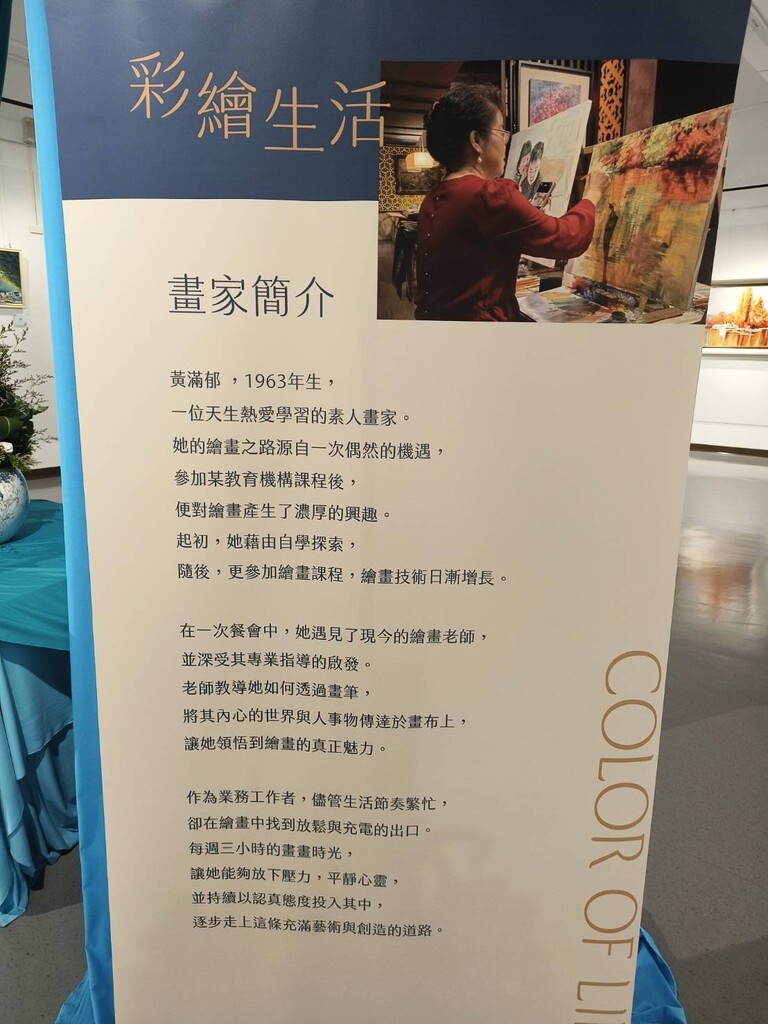 彩繪生活
畫家簡介
黃滿郁，1963年生，
一位天生熱愛學習的素人畫家。
她的繪畫之路源自一次偶然的機遇，
參加某教育機構課程後，
便對繪畫產生了濃厚的興趣。
起初，她藉由自學探索，
隨後，更參加繪畫課程，繪畫技術日漸增長。
在一次餐會中，她遇見了現今的繪畫老師，
並深受其專業指導的啟發。
老師教導她如何透過畫筆，
將其內心的世界與人事物傳達於畫布上，
讓她領悟到繪畫的真正魅力。
作為業務工作者，儘管生活節奏繁忙，
卻在繪畫中找到放鬆與充電的出口。
每週三小時的畫畫時光，
讓她能夠放下壓力，平靜心靈，
並持續以認真態度投入其中，
逐步走上這條充滿藝術與創造的道路。
COLOR OF LI